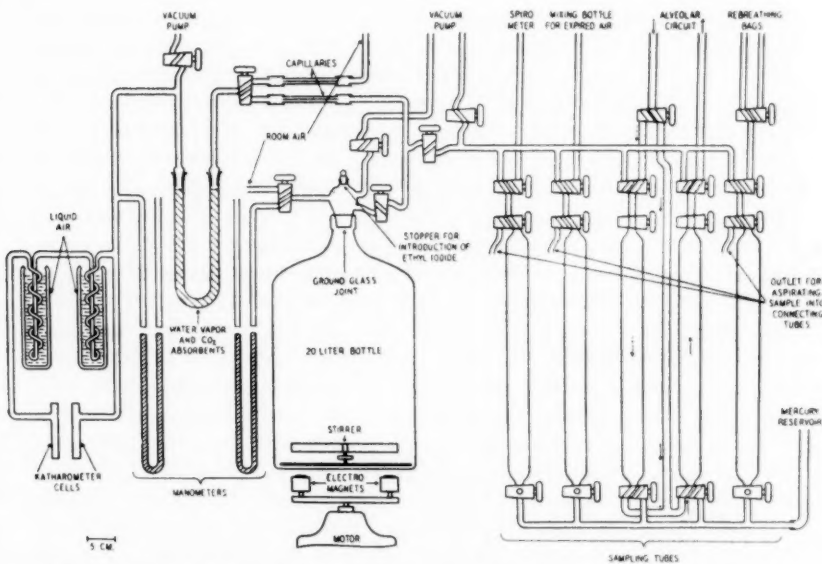 VACUUM
PUMP
VACUUM
PUMP
SPIRO
METER
MIXING BOTTLE
FOR EXPIRED AIR
ALVEOLAR
CIRCUIT
REBREATHING
BAGS
CAPILLARIES
ROOM AIR
LIQUID
AIR
STOPPER FOR
INTRODUCTION OF
ETHYL IODIDE
GROUND GLASS
JOINT
OUTLET FOR
ASPIRATING
SAMPLE INTO
CONNECTING
TUBES
WATER VAPOR
AND CO₂
ABSORBENTS
20 LITER BOTTLE
STIRRER
MERCURY
RESERVOIR
KATHAROMETER
CELLS
MANOMETERS
ELECTRO
MAGNETS
MOTOR
5 CM.
SAMPLING TUBES